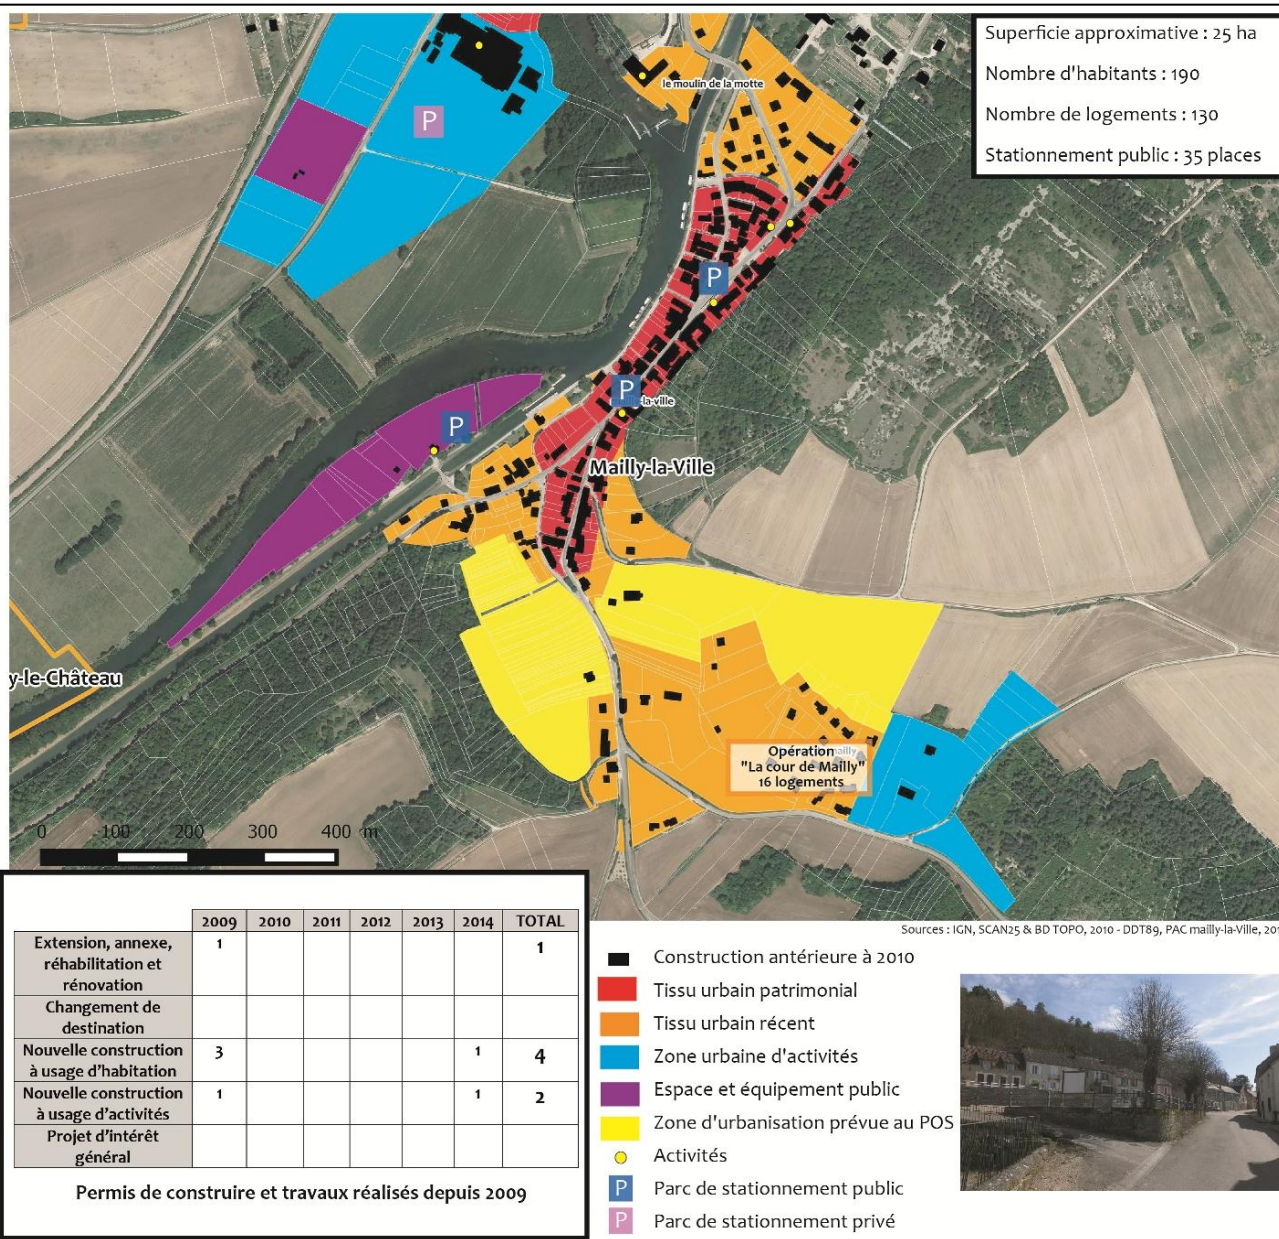 Superficie approximative : 25 ha
Nombre d'habitants : 190
Nombre de logements : 130
Stationnement public : 35 places
le moulin de la motte
P
P
P
-la-ville
P
Mailly-la-Ville
y-le-Château
Opération
"La cour de Mailly"
16 logements
mailly
0 100 200 300 400 m
Sources : IGN, SCAN25 & BD TOPO, 2010 - DDT89, PAC mailly-la-Ville, 201
2009 2010 2011 2012 2013 2014 TOTAL
Extension, annexe, réhabilitation et rénovation 1 1
Changement de destination
Nouvelle construction à usage d'habitation 3 1 4
Nouvelle construction à usage d'activités 1 1 2
Projet d'intérêt général
Permis de construire et travaux réalisés depuis 2009
Construction antérieure à 2010
Tissu urbain patrimonial
Tissu urbain récent
Zone urbaine d'activités
Espace et équipement public
Zone d'urbanisation prévue au POS
Activités
P Parc de stationnement public
P Parc de stationnement privé